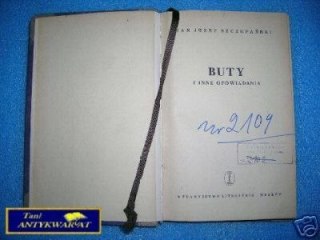 JAN JÓZEF SZCZEPAŃSKI
BUTY
I INNE OPOWIADANIA
nr 2109
WYDAWNICTWO LITERACKIE KRAKÓW
Tani
ANTYKWARIAT